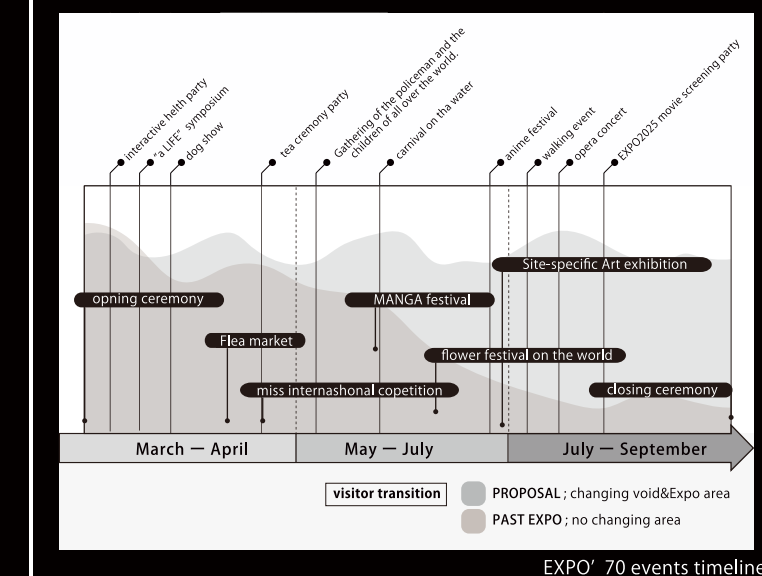 interactive helth party
"a LIFE" symposium
dog show
tea cremony party
Gathering of the policeman and the
children of all over the world.
carnival on tha water
anime festival
walking event
opera concert
EXPO2025 movie screening party
Site-specific Art exhibition
opning ceremony
MANGA festival
Flea market
flower festival on the world
miss internashonal copetition
closing ceremony
March — April
May — July
July — September
visitor transition
PROPOSAL ; changing void&Expo area
PAST EXPO ; no changing area
EXPO' 70 events timeline